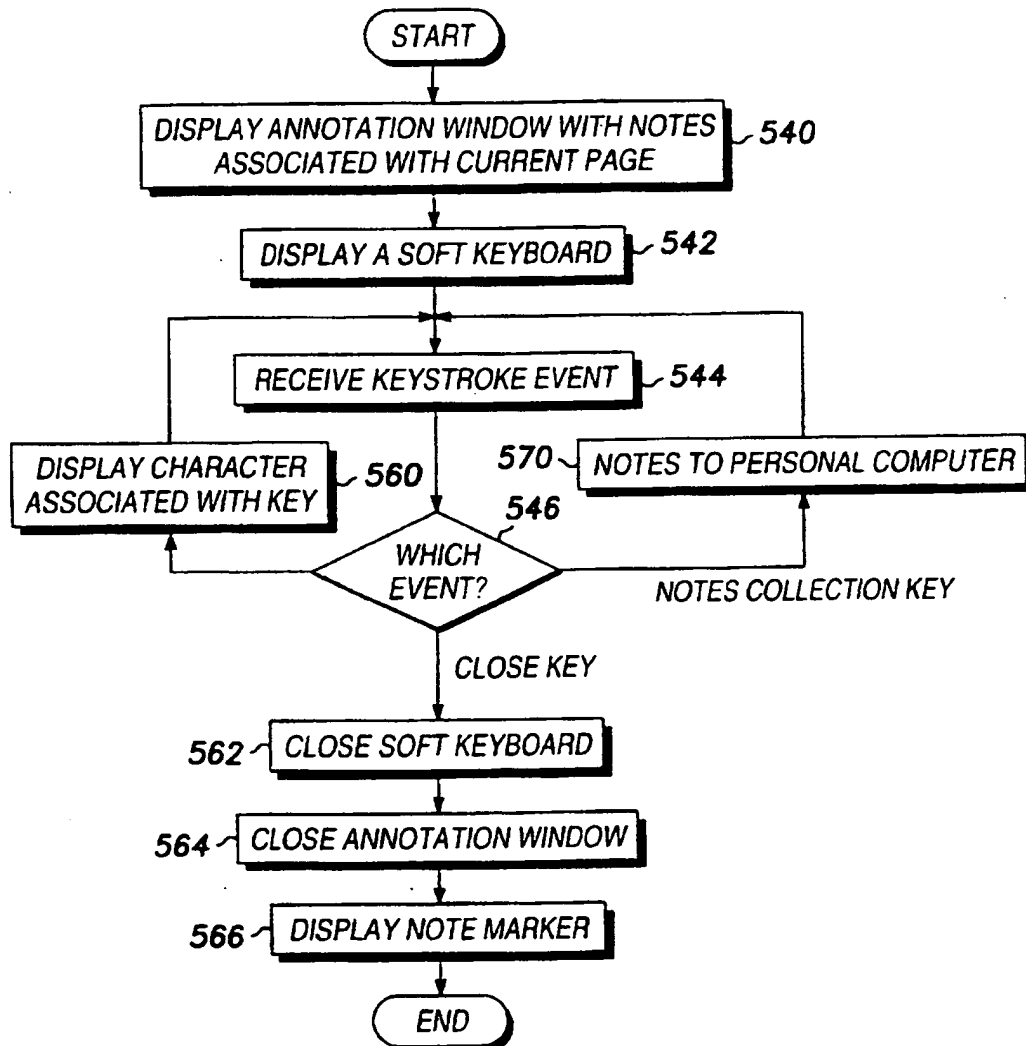 START
DISPLAY ANNOTATION WINDOW WITH NOTES
ASSOCIATED WITH CURRENT PAGE
540
DISPLAY A SOFT KEYBOARD
542
RECEIVE KEYSTROKE EVENT
544
DISPLAY CHARACTER
ASSOCIATED WITH KEY
560
570
NOTES TO PERSONAL COMPUTER
546
WHICH
EVENT?
NOTES COLLECTION KEY
CLOSE KEY
562
CLOSE SOFT KEYBOARD
564
CLOSE ANNOTATION WINDOW
566
DISPLAY NOTE MARKER
END